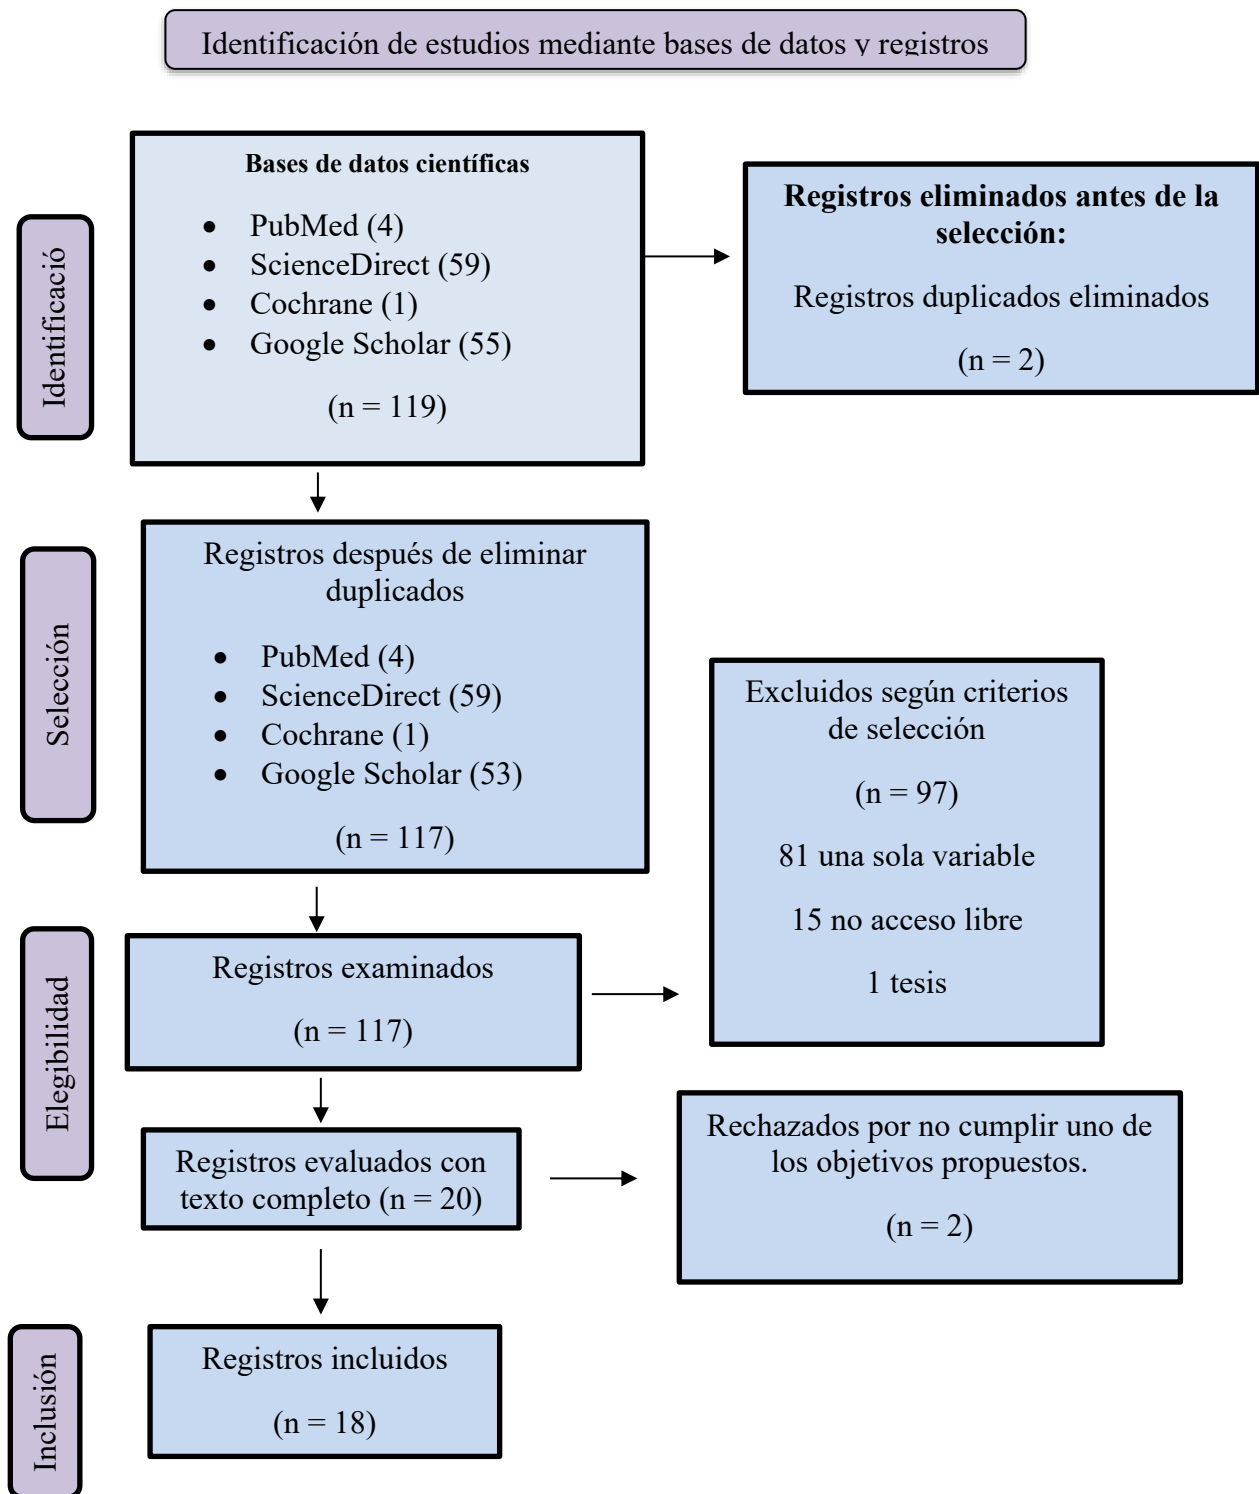 Identificación de estudios mediante bases de datos y registros
Identificació
Bases de datos científicas
• PubMed (4)
• ScienceDirect (59)
• Cochrane (1)
• Google Scholar (55)
(n = 119)
Registros eliminados antes de la
selección:
Registros duplicados eliminados
(n = 2)
Selección
Registros después de eliminar
duplicados
• PubMed (4)
• ScienceDirect (59)
• Cochrane (1)
• Google Scholar (53)
(n = 117)
Excluidos según criterios
de selección
(n = 97)
81 una sola variable
15 no acceso libre
1 tesis
Elegibilidad
Registros examinados
(n = 117)
Registros evaluados con
texto completo (n = 20)
Rechazados por no cumplir uno de
los objetivos propuestos.
(n = 2)
Inclusión
Registros incluidos
(n = 18)